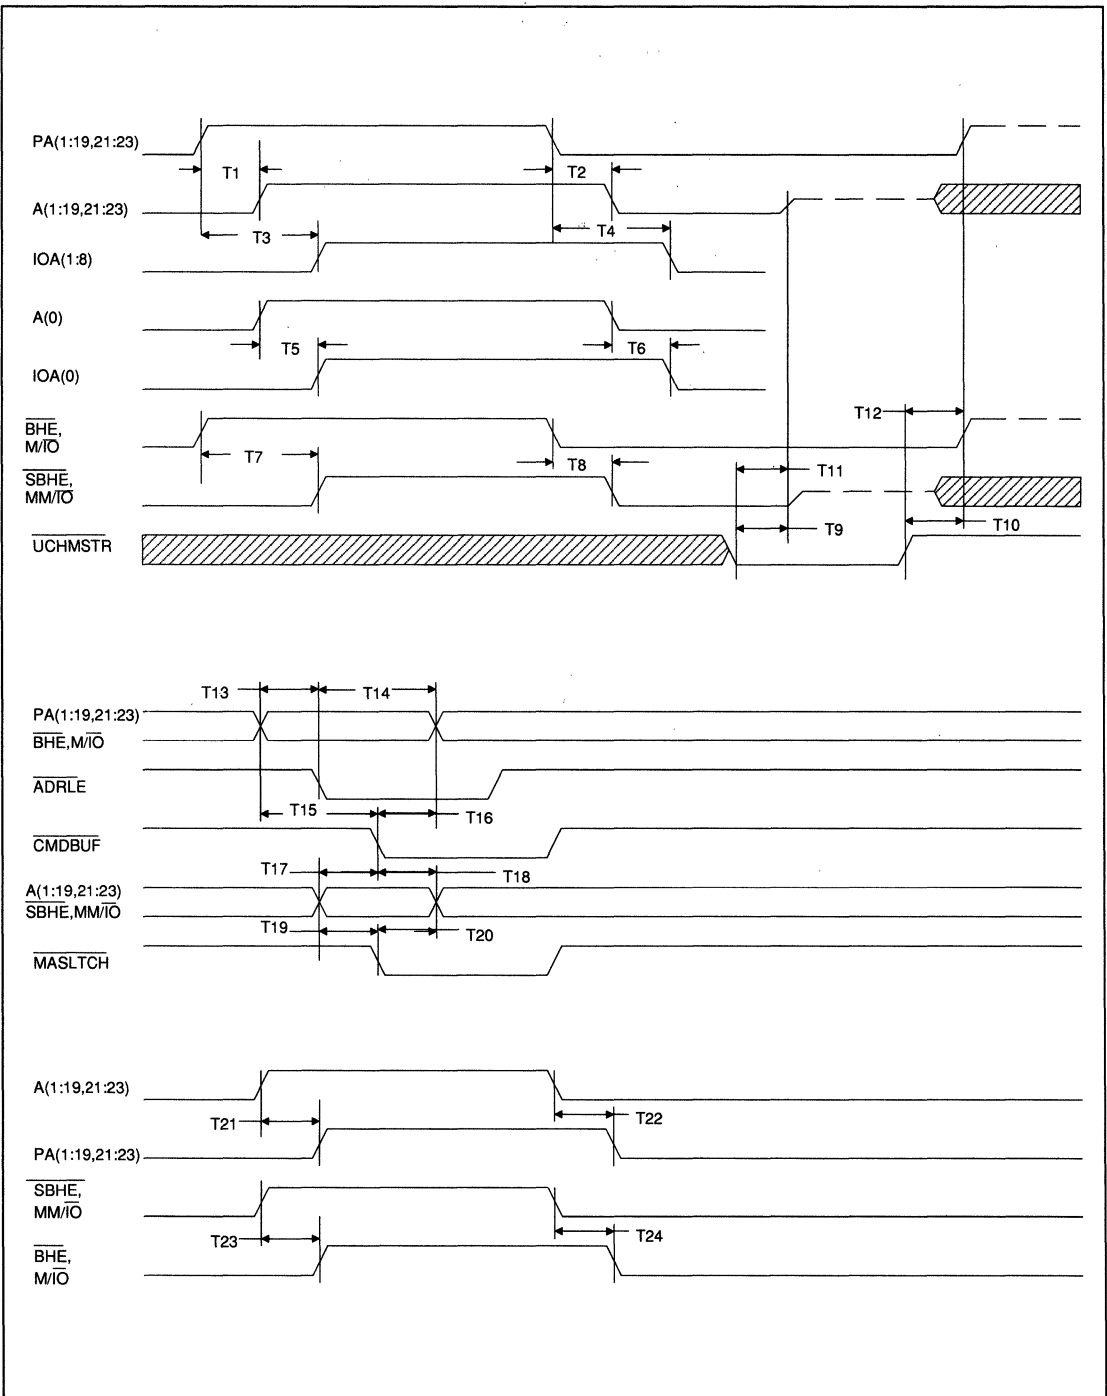 PA(1:19,21:23)
T1
T2
A(1:19,21:23)
T3
T4
IOA(1:8)
A(0)
T5
T6
IOA(0)
T12
BHE,
M/IO
T7
T8
T11
SBHE,
MM/IO
T9
T10
UCHMSTR
T13
T14
PA(1:19,21:23)
BHE,M/IO
ADRLE
T15
T16
CMDBUF
T17
T18
A(1:19,21:23)
SBHE,MM/IO
T19
T20
MASLTCH
A(1:19,21:23)
T21
T22
PA(1:19,21:23)
SBHE,
MM/IO
T23
T24
BHE,
M/IO